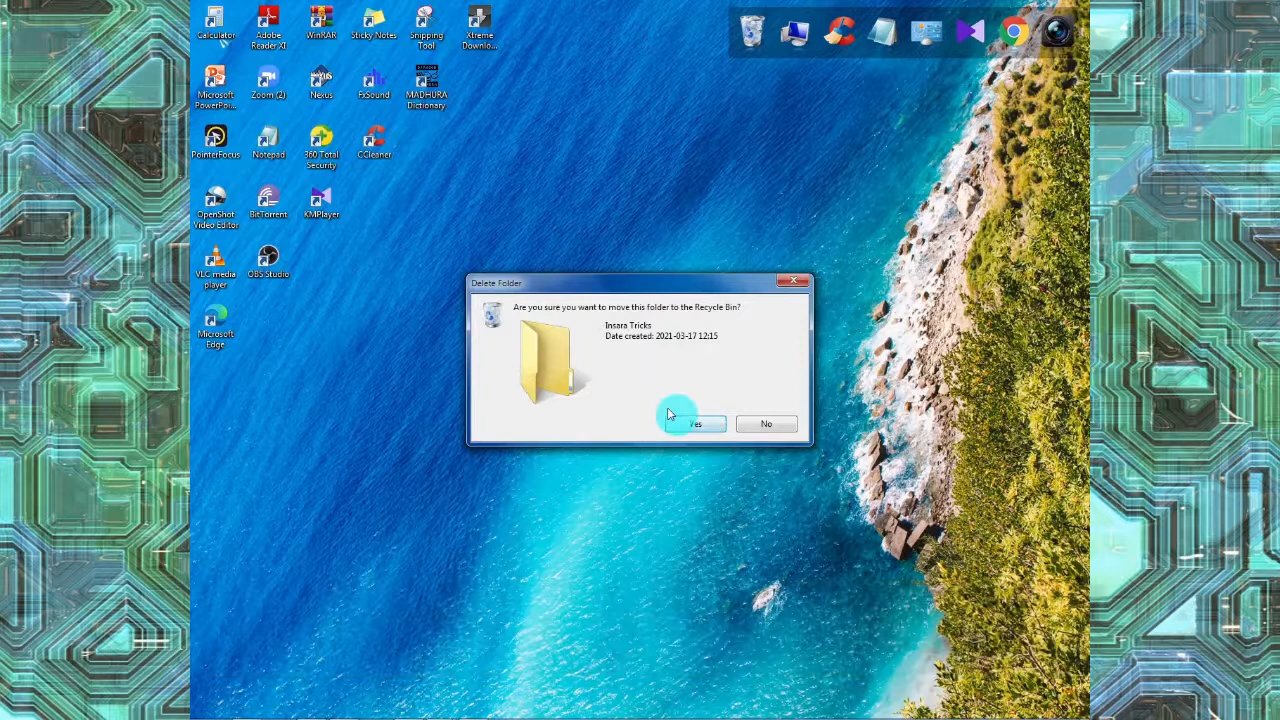 Calculator
Adobe
Reader XI
WinRAR
Sticky Notes
Snipping
Tool
Xtreme
Downlo...
Microsoft
PowerPoi...
Zoom (2)
Nexus
FxSound
MADHURA
Dictionary
PointerFocus
Notepad
360 Total
Security
CCleaner
OpenShot
Video Editor
BitTorrent
KMPlayer
VLC media
player
OBS Studio
Microsoft
Edge
Delete Folder
Are you sure you want to move this folder to the Recycle Bin?
Insara Tricks
Date created: 2021-03-17 12:15
Yes
No